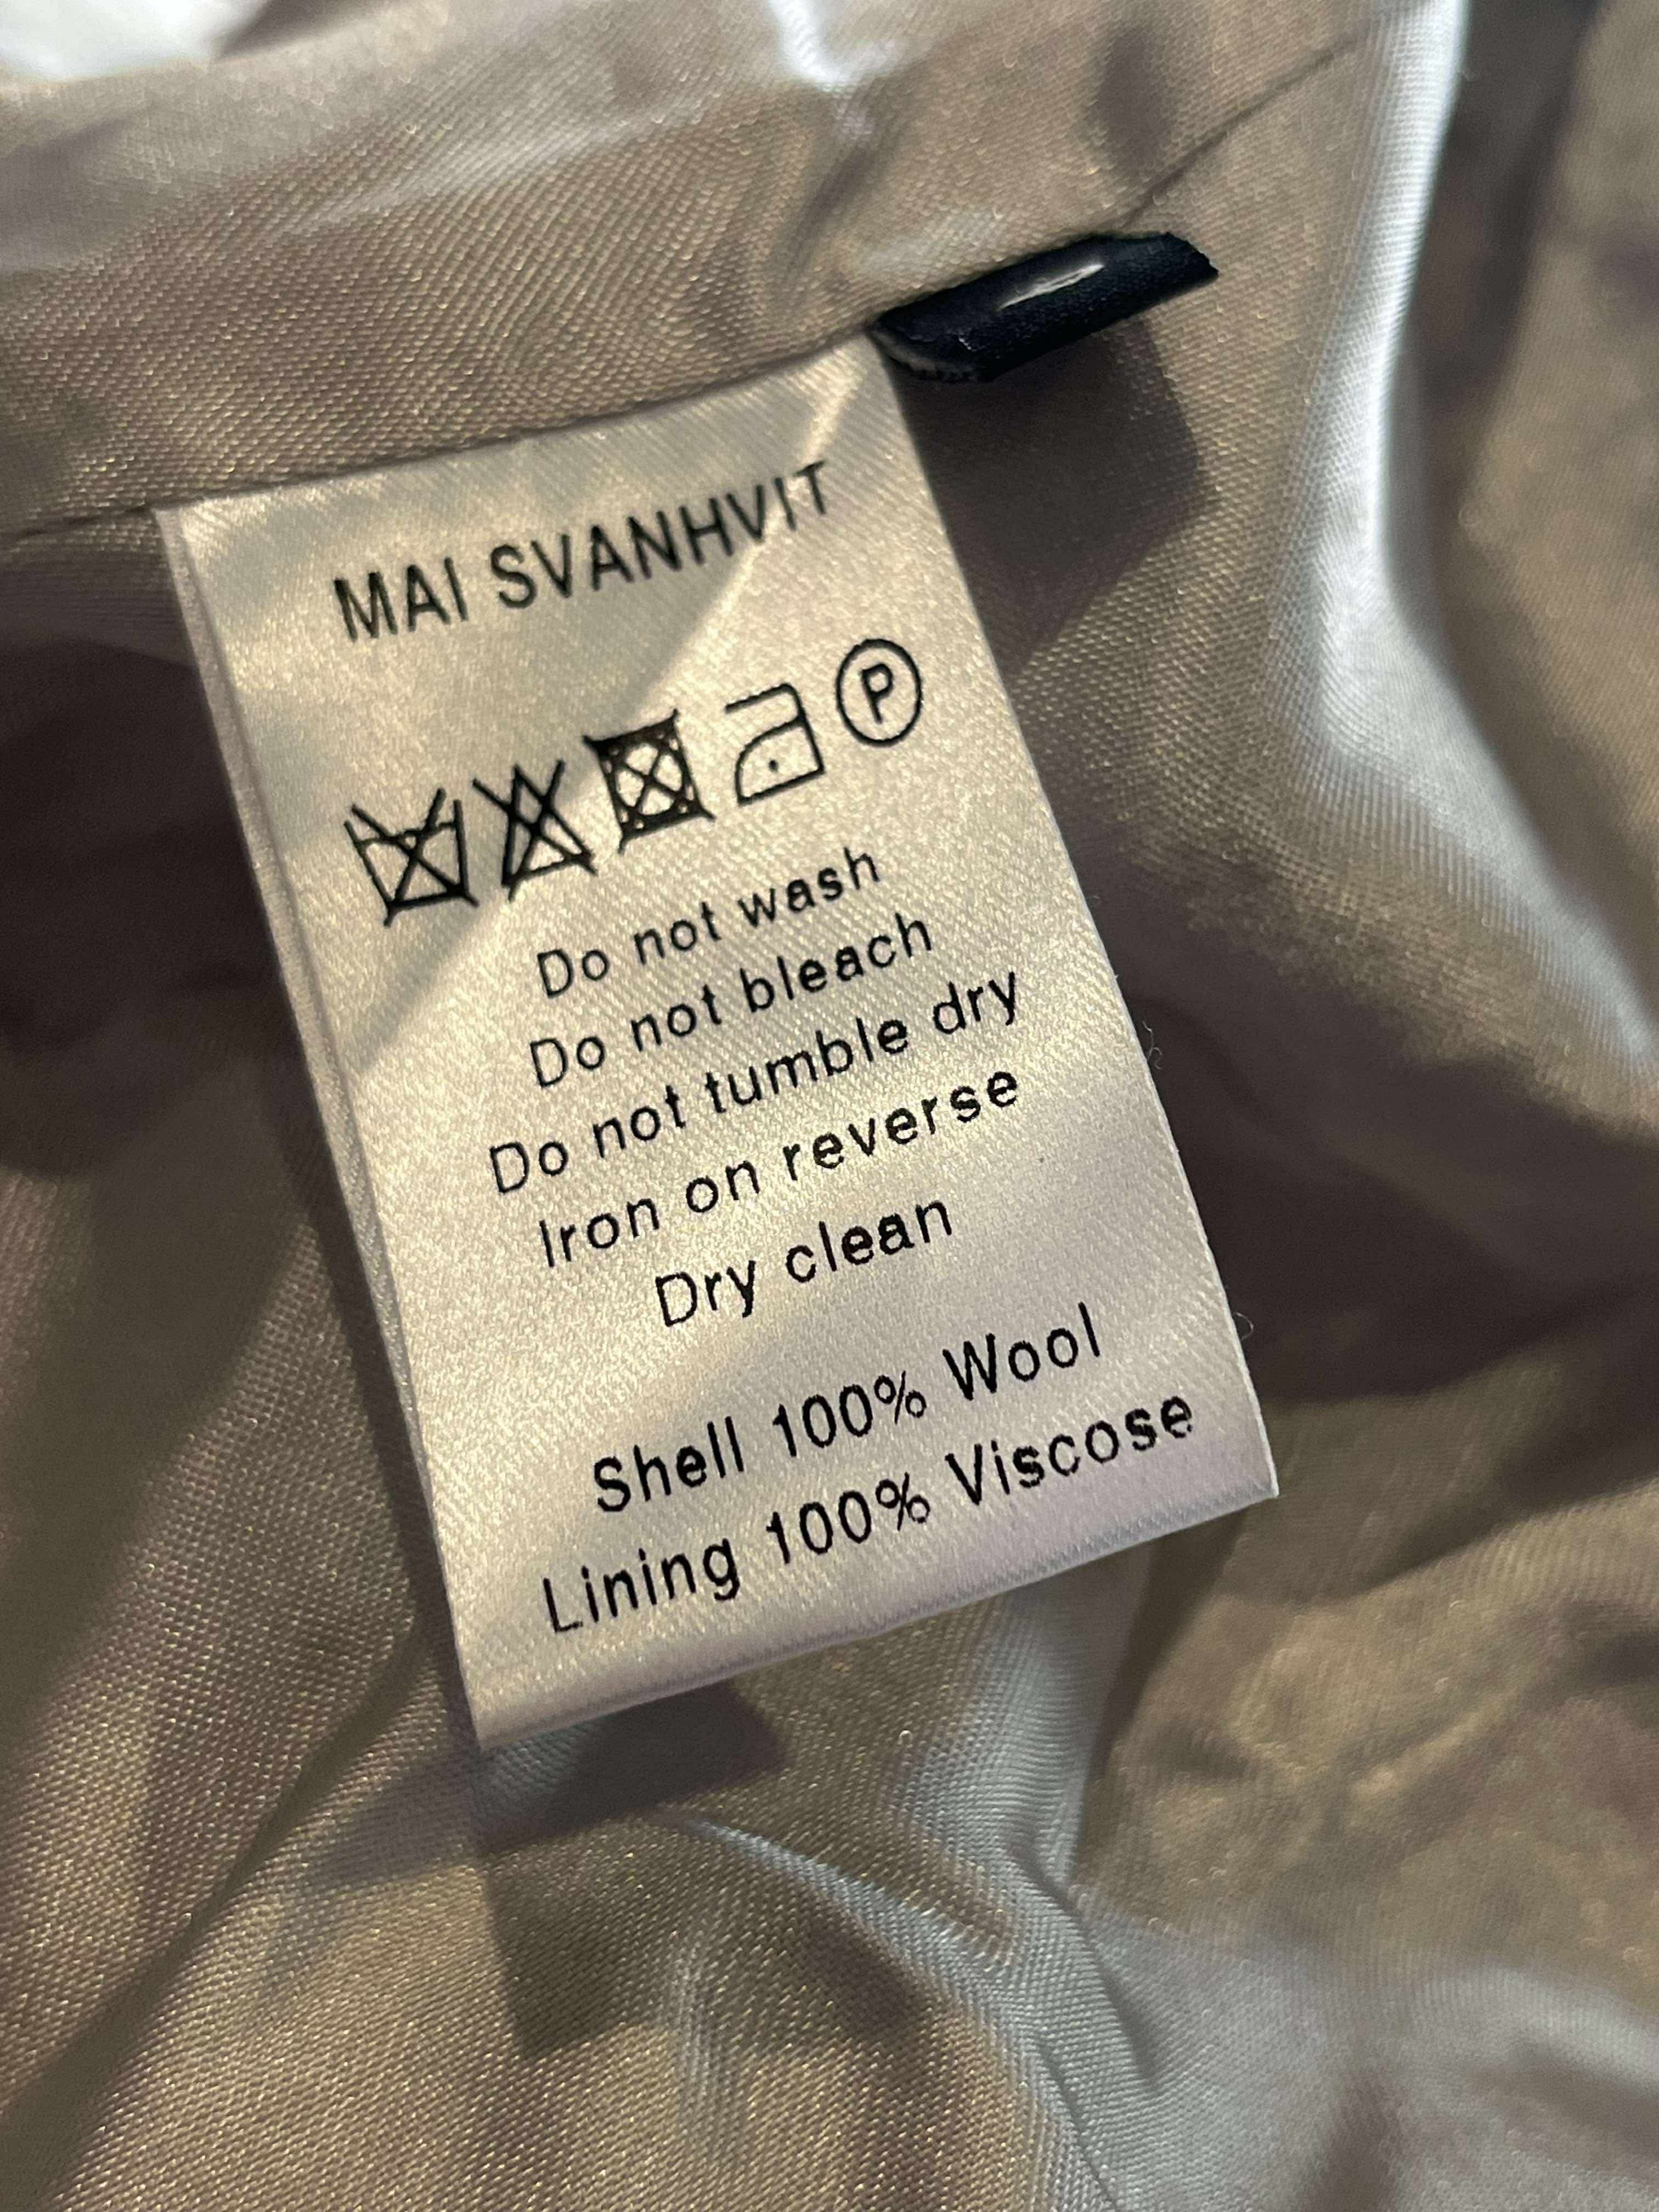 MAI SVANHVIT
P
Do not wash
Do not bleach
Do not tumble dry
Iron on reverse
Dry clean
Shell 100% Wool
Lining 100% Viscose